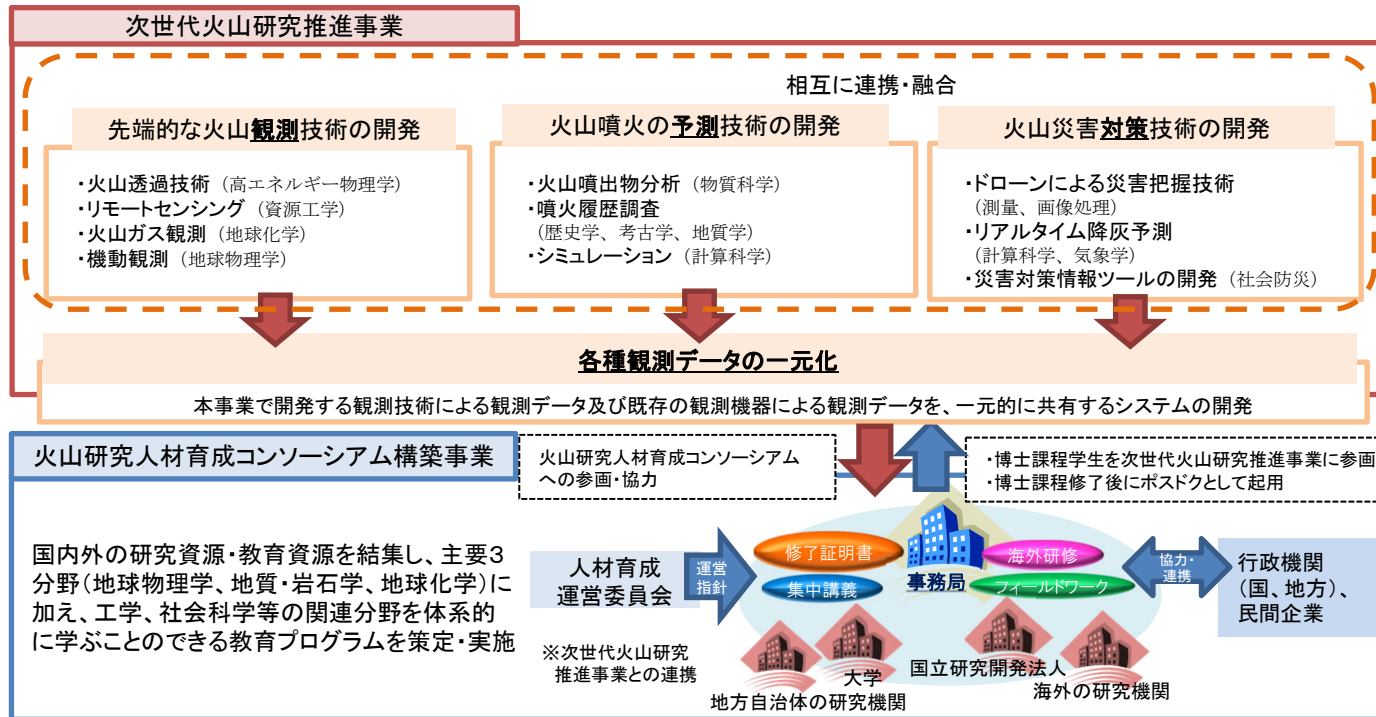 次世代火山研究推進事業
相互に連携・融合
先端的な火山観測技術の開発
・火山透過技術（高エネルギー物理学）
・リモートセンシング（資源工学）
・火山ガス観測（地球化学）
・機動観測（地球物理学）
火山噴火の予測技術の開発
・火山噴出物分析（物質科学）
・噴火履歴調査
（歴史学、考古学、地質学）
・シミュレーション（計算科学）
火山災害対策技術の開発
・ドローンによる災害把握技術
（測量、画像処理）
・リアルタイム降灰予測
（計算科学、気象学）
・災害対策情報ツールの開発（社会防災）
各種観測データの一元化
本事業で開発する観測技術による観測データ及び既存の観測機器による観測データを、一元的に共有するシステムの開発
火山研究人材育成コンソーシアム構築事業
火山研究人材育成コンソーシアム
への参画・協力
・博士課程学生を次世代火山研究推進事業に参画
・博士課程修了後にポスドクとして起用
国内外の研究資源・教育資源を結集し、主要３
分野（地球物理学、地質・岩石学、地球化学）に
加え、工学、社会科学等の関連分野を体系的
に学ぶことのできる教育プログラムを策定・実施
人材育成
運営委員会
運営
指針
※次世代火山研究
推進事業との連携
修了証明書
集中講義
事務局
海外研修
フィールドワーク
協力・
連携
行政機関
（国、地方）、
民間企業
地方自治体の研究機関
大学
国立研究開発法人
海外の研究機関